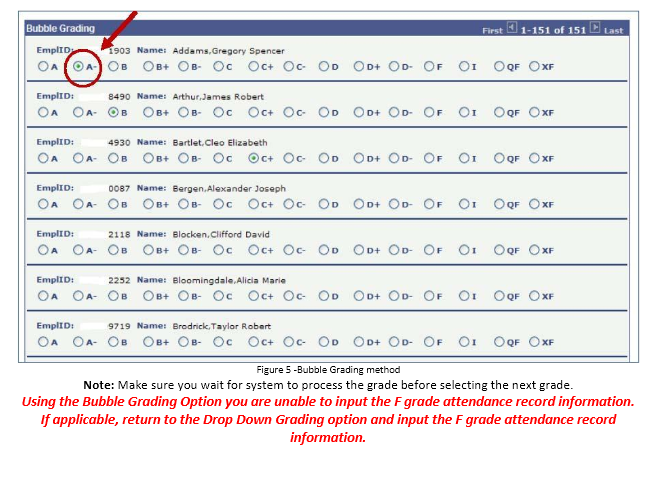 Bubble Grading First 1-151 of 151 Last
EmplID: 1903 Name: Addams,Gregory Spencer
A A- B B+ B- C C+ C- D D+ D- F I QF XF
EmplID: 8490 Name: Arthur,James Robert
A A- B B+ B- C C+ C- D D+ D- F I QF XF
EmplID: 4930 Name: Bartlet,Cleo Elizabeth
A A- B B+ B- C C+ C- D D+ D- F I QF XF
EmplID: 0087 Name: Bergen,Alexander Joseph
A A- B B+ B- C C+ C- D D+ D- F I QF XF
EmplID: 2118 Name: Blocken,Clifford David
A A- B B+ B- C C+ C- D D+ D- F I QF XF
EmplID: 2252 Name: Bloomingdale,Alicia Marie
A A- B B+ B- C C+ C- D D+ D- F I QF XF
EmplID: 9719 Name: Brodrick,Taylor Robert
A A- B B+ B- C C+ C- D D+ D- F I QF XF
Figure 5 -Bubble Grading method
Note: Make sure you wait for system to process the grade before selecting the next grade.
Using the Bubble Grading Option you are unable to input the F grade attendance record information.
If applicable, return to the Drop Down Grading option and input the F grade attendance record
information.